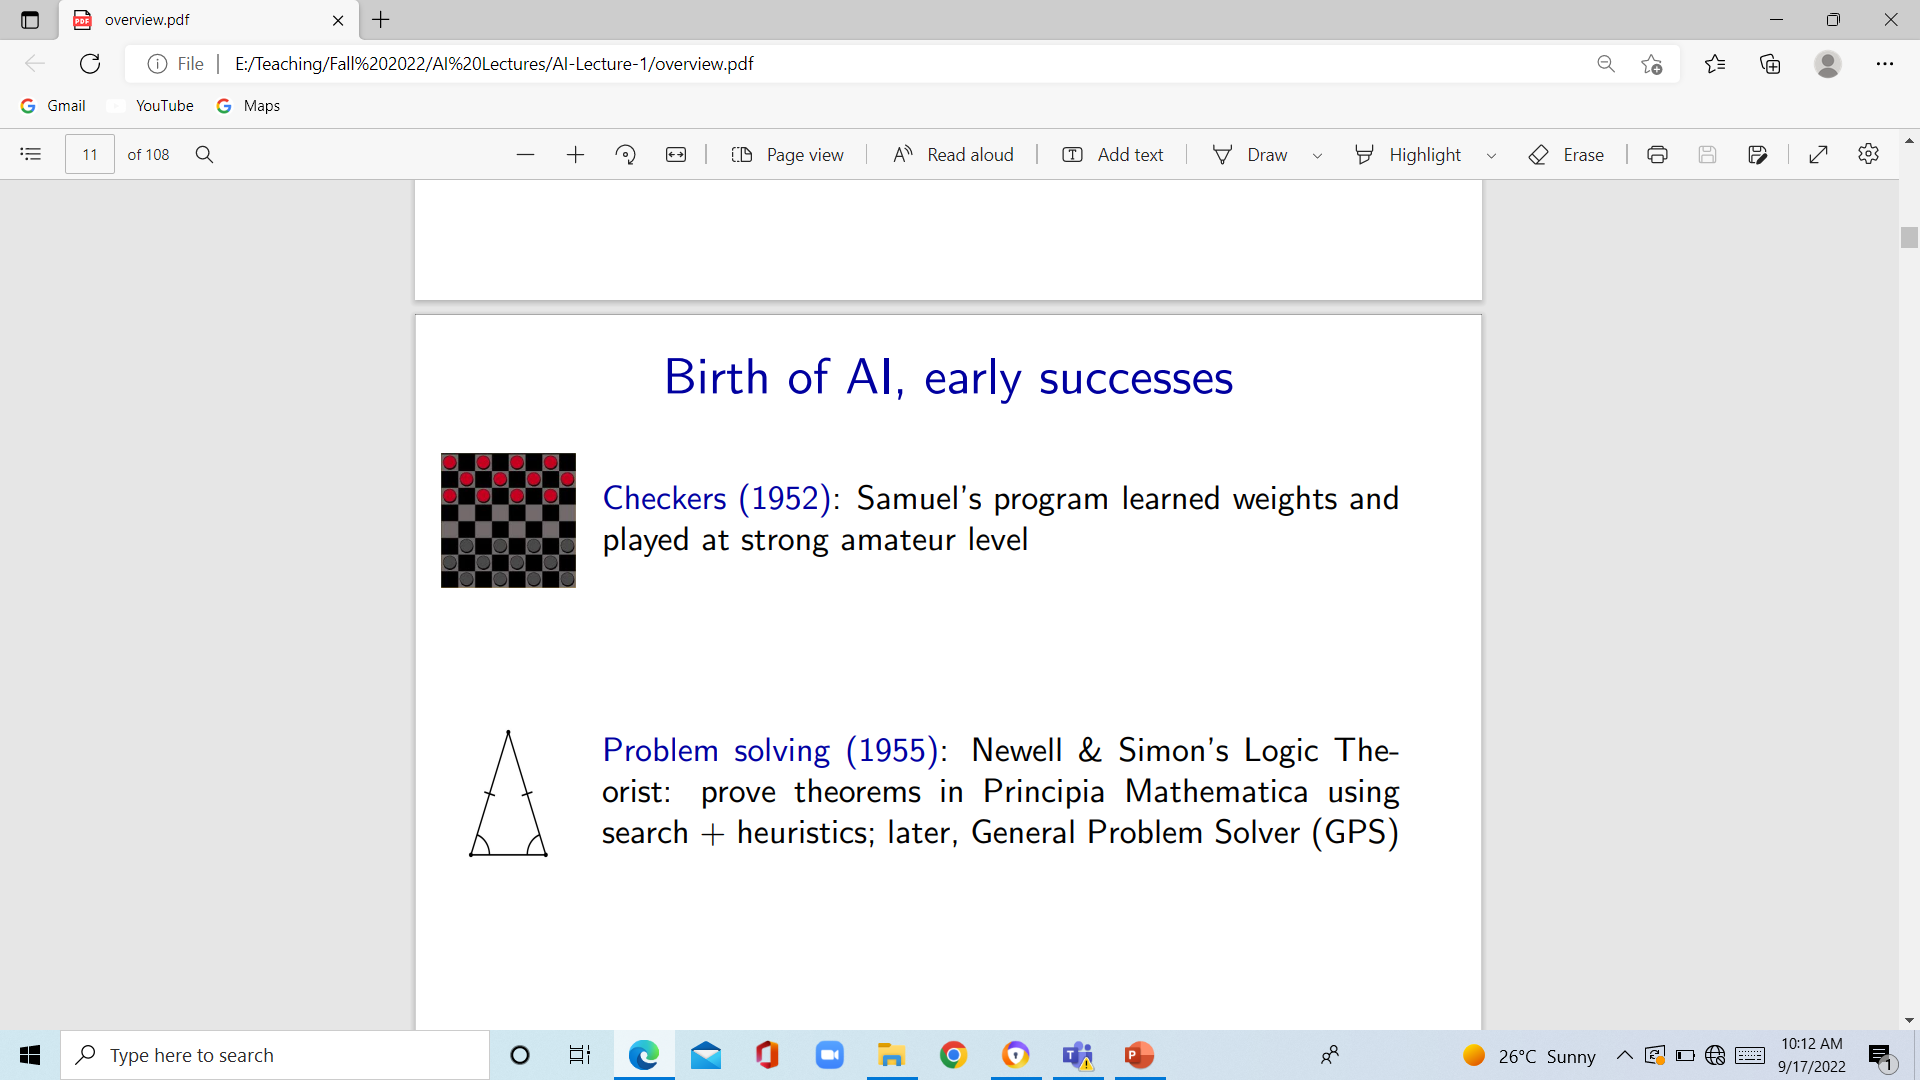 overview.pdf
File
E:/Teaching/Fall%202022/AI%20Lectures/AI-Lecture-1/overview.pdf
Gmail
YouTube
Maps
11 of 108
Page view
Read aloud
Add text
Draw
Highlight
Erase
Birth of AI, early successes
Checkers (1952): Samuel's program learned weights and
played at strong amateur level
Problem solving (1955): Newell & Simon's Logic The-
orist: prove theorems in Principia Mathematica using
search + heuristics; later, General Problem Solver (GPS)
Type here to search
26°C Sunny
10:12 AM
9/17/2022
1